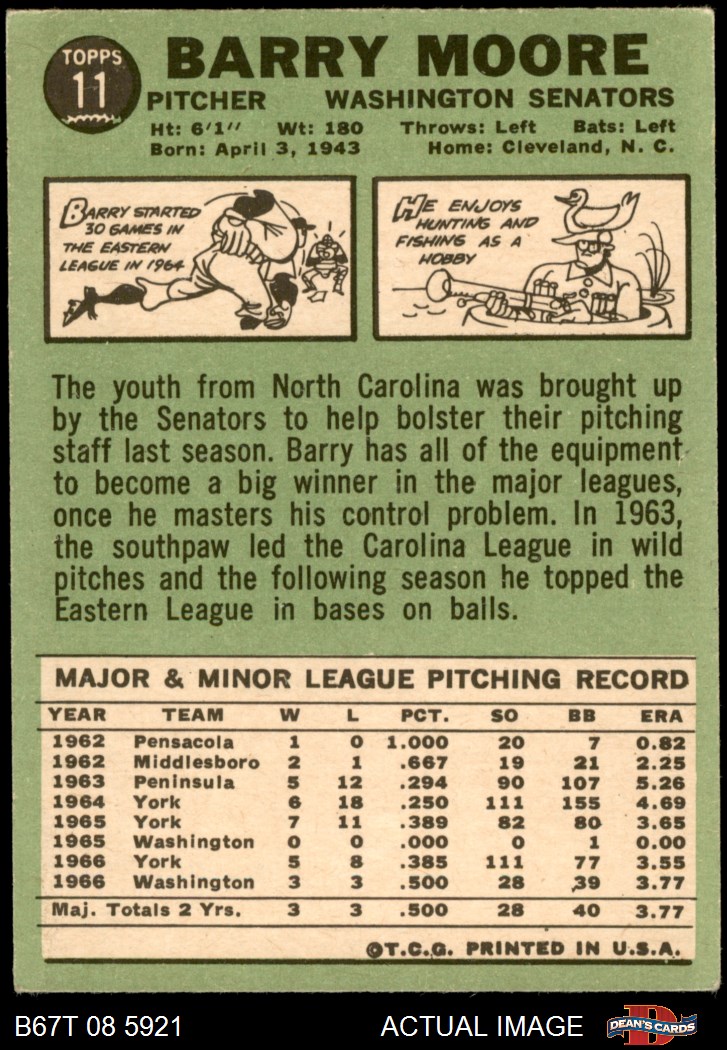 TOPPS
11
BARRY MOORE
PITCHER WASHINGTON SENATORS
Ht: 6'1" Wt: 180 Throws: Left Bats: Left
Born: April 3, 1943 Home: Cleveland, N. C.
BARRY STARTED
30 GAMES IN
THE EASTERN
LEAGUE IN 1964
HE ENJOYS
HUNTING AND
FISHING AS A
HOBBY
The youth from North Carolina was brought up
by the Senators to help bolster their pitching
staff last season. Barry has all of the equipment
to become a big winner in the major leagues,
once he masters his control problem. In 1963,
the southpaw led the Carolina League in wild
pitches and the following season he topped the
Eastern League in bases on balls.
MAJOR & MINOR LEAGUE PITCHING RECORD
YEAR TEAM W L PCT. SO BB ERA
1962 Pensacola 1 0 1.000 20 7 0.82
1962 Middlesboro 2 1 .667 19 21 2.25
1963 Peninsula 5 12 .294 90 107 5.26
1964 York 6 18 .250 111 155 4.69
1965 York 7 11 .389 82 80 3.65
1965 Washington 0 0 .000 0 1 0.00
1966 York 5 8 .385 111 77 3.55
1966 Washington 3 3 .500 28 39 3.77
Maj. Totals 2 Yrs. 3 3 .500 28 40 3.77
©T.C.G. PRINTED IN U.S.A.
B67T 08 5921 ACTUAL IMAGE
D
DEAN'S CARDS